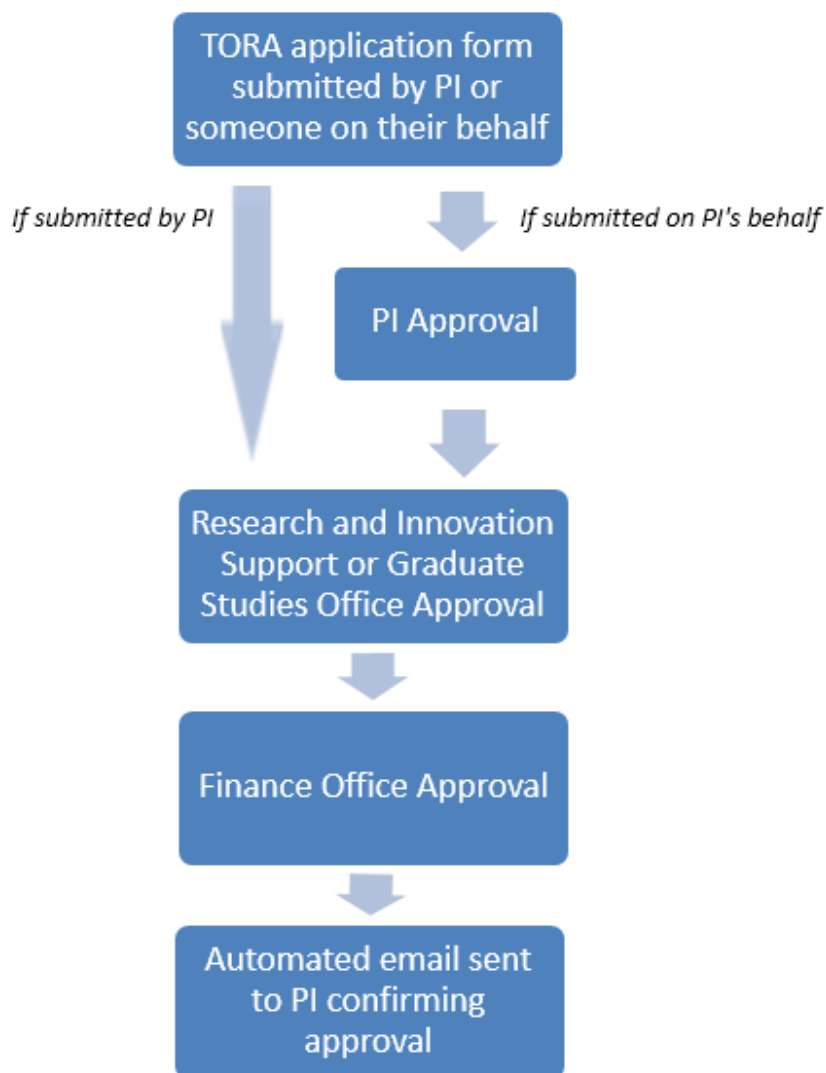 TORA application form
submitted by PI or
someone on their behalf
If submitted by PI
If submitted on PI's behalf
PI Approval
Research and Innovation
Support or Graduate
Studies Office Approval
Finance Office Approval
Automated email sent
to PI confirming
approval